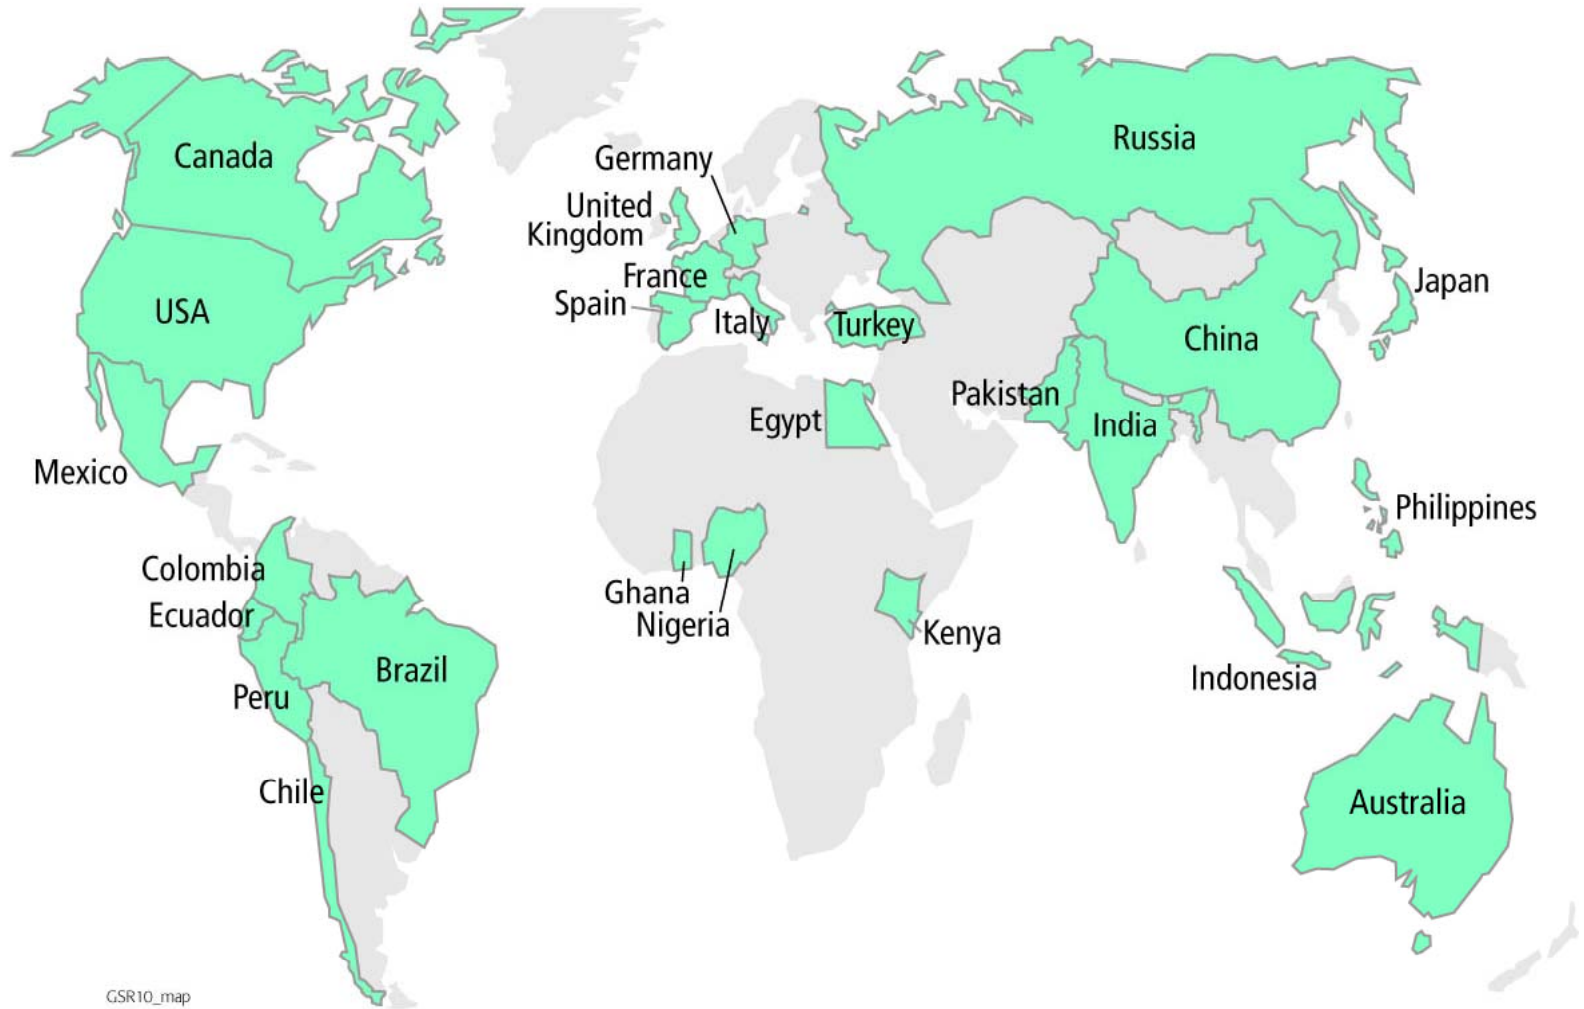 Canada
Russia
Germany
United
Kingdom
France
Spain
Italy
Turkey
Japan
USA
China
Pakistan
India
Egypt
Mexico
Philippines
Colombia
Ecuador
Ghana
Nigeria
Kenya
Brazil
Peru
Indonesia
Chile
Australia
GSR10_map